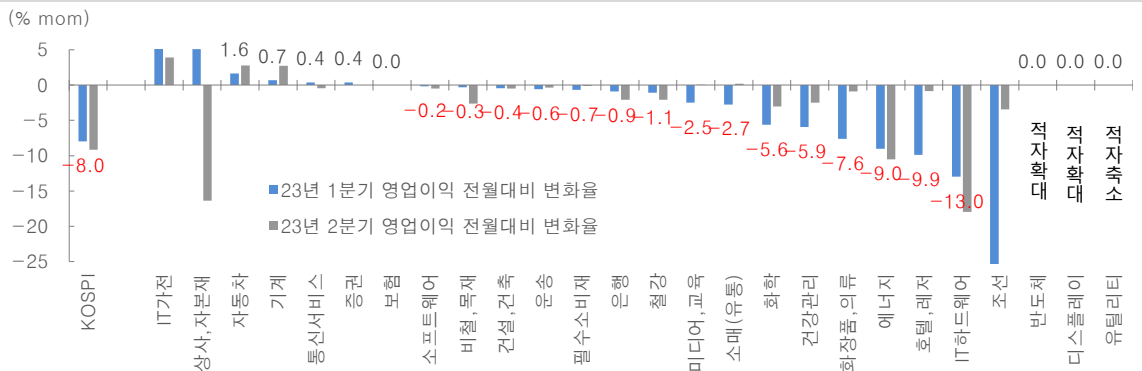 (% mom)
5
0
-5
-10
-15
-20
-25
1.6
0.7
0.4
0.4
0.0
0.0
0.0
0.0
-8.0
-0.2
-0.3
-0.4
-0.6
-0.7
-0.9
-1.1
-2.5
-2.7
-5.6
-5.9
-7.6
-9.0
-9.9
-13.0
적자확대
적자확대
적자축소
23년 1분기 영업이익 전월대비 변화율
23년 2분기 영업이익 전월대비 변화율
KOSPI
IT가전
상사,자본재
자동차
기계
통신서비스
증권
보험
소프트웨어
비철,목재
건설,건축
운송
필수소비재
은행
철강
미디어,교육
소매(유통)
화학
건강관리
화장품,의류
에너지
호텔,레저
IT하드웨어
조선
반도체
디스플레이
유틸리티